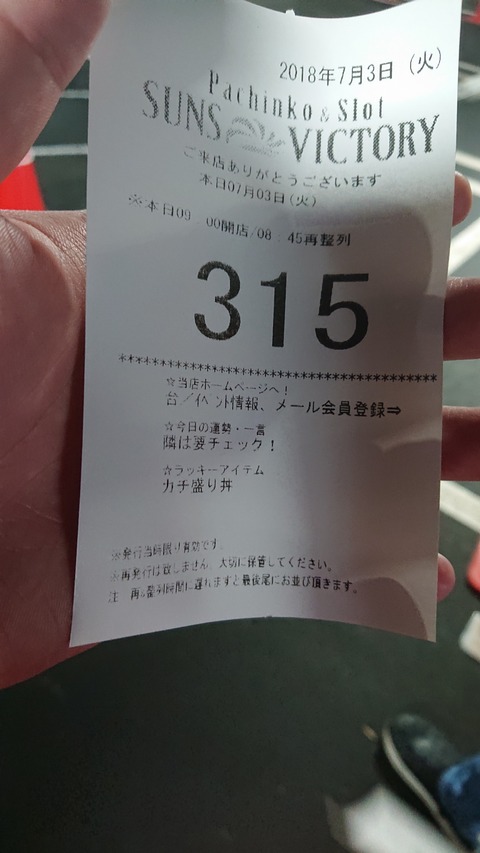 2018年7月3日 (火)
Pachinko & Slot
SUNS VICTORY
ご来店ありがとうございます
本日07月03日(火)
※本日09:00開店/08:45再整列
315
****************************************
☆当店ホームページへ!
台/イベント情報、メール会員登録⇒
☆今日の運勢・一言
隣は要チェック!
☆ラッキーアイテム
カチ盛り丼
※発行当時限り有効です。
※再発行は致しません、大切に保管してください。
注 再整列時間に遅れますと最後尾にお並び頂きます。